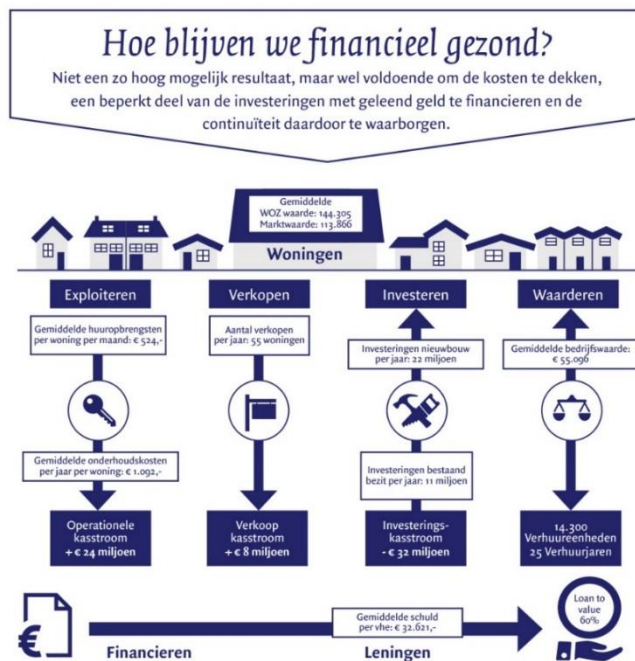 Hoe blijven we financieel gezond?
Niet een zo hoog mogelijk resultaat, maar wel voldoende om de kosten te dekken,
een beperkt deel van de investeringen met geleend geld te financieren en de
continuïteit daardoor te waarborgen.
Gemiddelde
WOZ waarde: 144.305
Marktwaarde: 113.866
Woningen
Exploiteren
Verkopen
Investeren
Waarderen
Gemiddelde huuropbrengsten
per woning per maand: € 524,-
Aantal verkopen
per jaar: 55 woningen
Investeringen nieuwbouw
per jaar: 22 miljoen
Gemiddelde bedrijfswaarde:
€ 55.096
Gemiddelde onderhoudskosten
per jaar per woning: € 1.092,-
Investeringen bestaand
bezit per jaar: 11 miljoen
Operationele
kasstroom
+ € 24 miljoen
Verkoop
kasstroom
+ € 8 miljoen
Investerings-
kasstroom
- € 32 miljoen
14.300
Verhuureenheden
25 Verhuurjaren
Gemiddelde schuld
per vhe: € 32.621,-
Loan to
value
60%
€
Financieren
Leningen